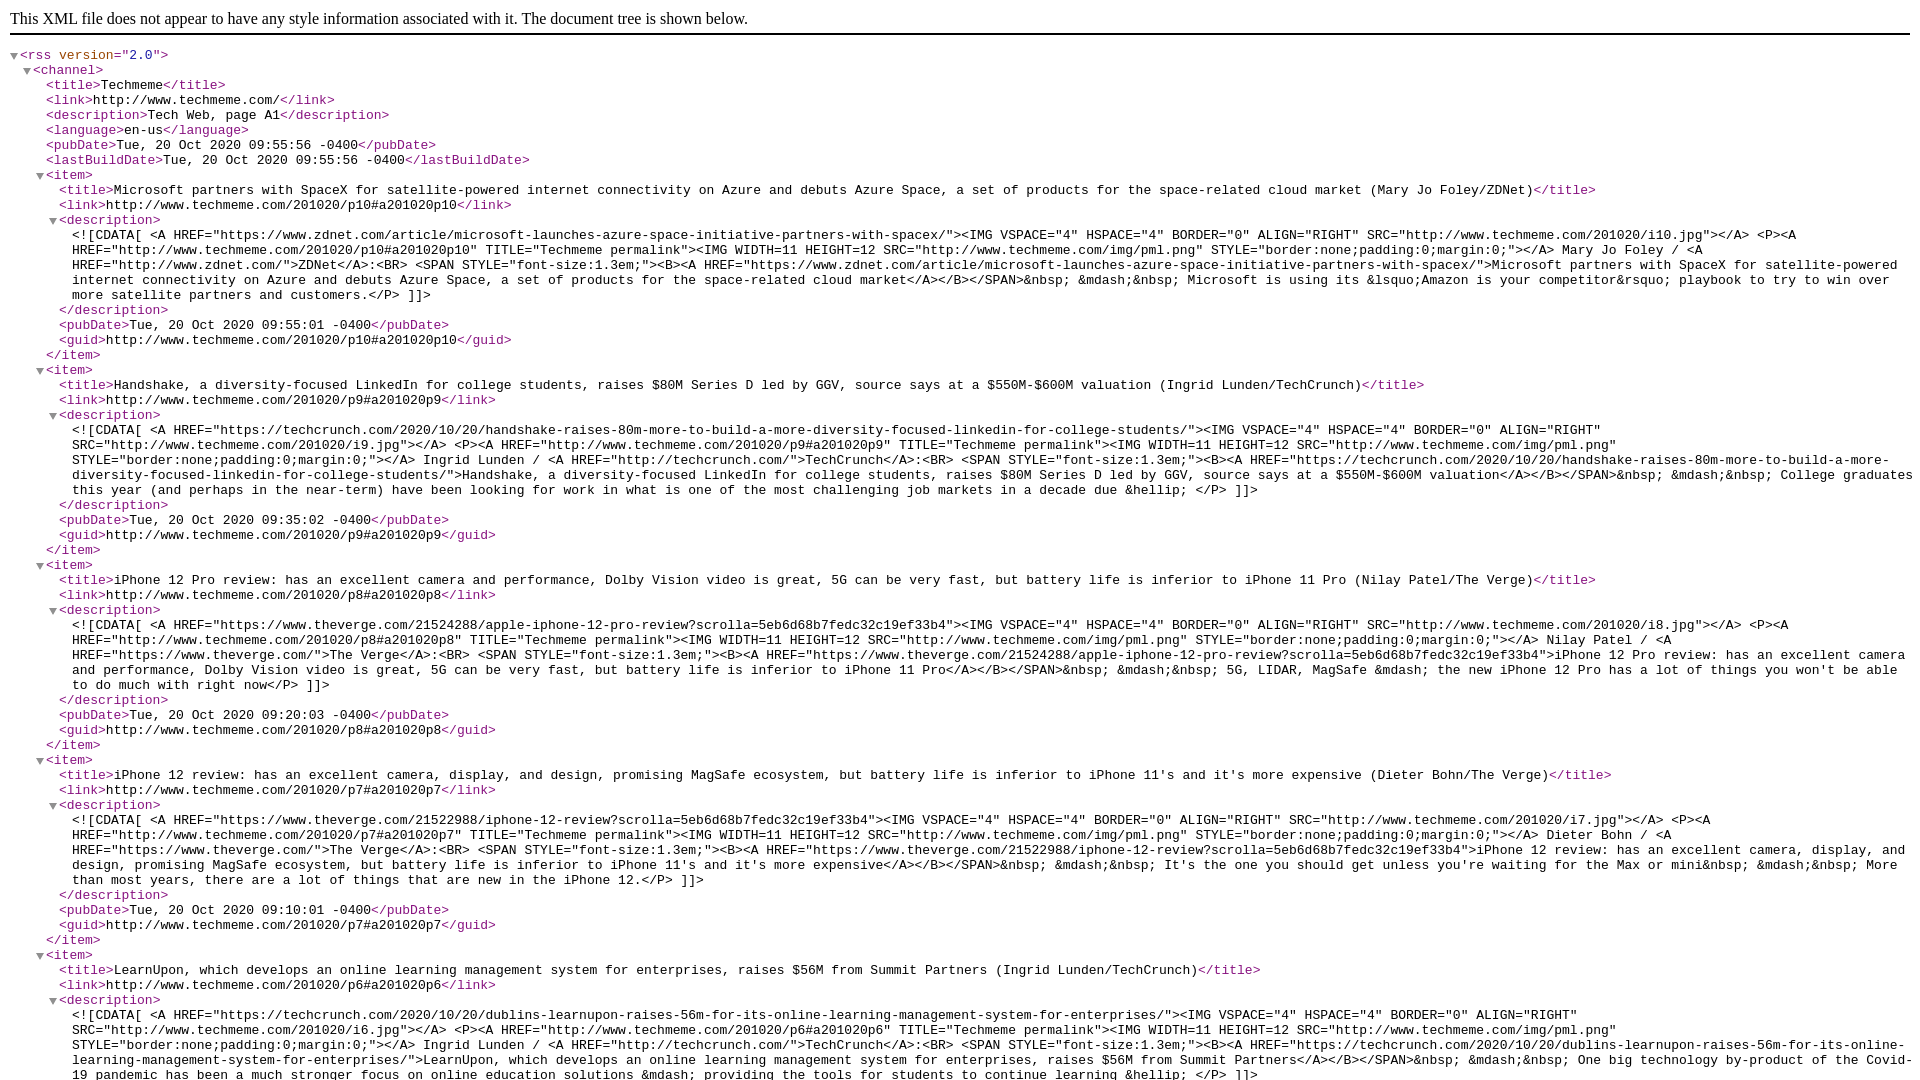 This XML file does not appear to have any style information associated with it. The document tree is shown below.
<rss version="2.0">
<channel>
<title>Techmeme</title>
<link>http://www.techmeme.com/</link>
<description>Tech Web, page A1</description>
<language>en-us</language>
<pubDate>Tue, 20 Oct 2020 09:55:56 -0400</pubDate>
<lastBuildDate>Tue, 20 Oct 2020 09:55:56 -0400</lastBuildDate>
<item>
<title>Microsoft partners with SpaceX for satellite-powered internet connectivity on Azure and debuts Azure Space, a set of products for the space-related cloud market (Mary Jo Foley/ZDNet)</title>
<link>http://www.techmeme.com/201020/p10#a201020p10</link>
<description>
<![CDATA[ <A HREF="https://www.zdnet.com/article/microsoft-launches-azure-space-initiative-partners-with-spacex/"><IMG VSPACE="4" HSPACE="4" BORDER="0" ALIGN="RIGHT" SRC="http://www.techmeme.com/201020/i10.jpg"></A> <P><A
HREF="http://www.techmeme.com/201020/p10#a201020p10" TITLE="Techmeme permalink"><IMG WIDTH=11 HEIGHT=12 SRC="http://www.techmeme.com/img/pml.png" STYLE="border:none;padding:0;margin:0;"></A> Mary Jo Foley / <A
HREF="http://www.zdnet.com/">ZDNet</A>:<BR> <SPAN STYLE="font-size:1.3em;"><B><A HREF="https://www.zdnet.com/article/microsoft-launches-azure-space-initiative-partners-with-spacex/">Microsoft partners with SpaceX for satellite-powered
internet connectivity on Azure and debuts Azure Space, a set of products for the space-related cloud market</A></B></SPAN>&nbsp; &mdash;&nbsp; Microsoft is using its &lsquo;Amazon is your competitor&rsquo; playbook to try to win over
more satellite partners and customers.</P> ]]>
</description>
<pubDate>Tue, 20 Oct 2020 09:55:01 -0400</pubDate>
<guid>http://www.techmeme.com/201020/p10#a201020p10</guid>
</item>
<item>
<title>Handshake, a diversity-focused LinkedIn for college students, raises $80M Series D led by GGV, source says at a $550M-$600M valuation (Ingrid Lunden/TechCrunch)</title>
<link>http://www.techmeme.com/201020/p9#a201020p9</link>
<description>
<![CDATA[ <A HREF="https://techcrunch.com/2020/10/20/handshake-raises-80m-more-to-build-a-more-diversity-focused-linkedin-for-college-students/"><IMG VSPACE="4" HSPACE="4" BORDER="0" ALIGN="RIGHT"
SRC="http://www.techmeme.com/201020/i9.jpg"></A> <P><A HREF="http://www.techmeme.com/201020/p9#a201020p9" TITLE="Techmeme permalink"><IMG WIDTH=11 HEIGHT=12 SRC="http://www.techmeme.com/img/pml.png"
STYLE="border:none;padding:0;margin:0;"></A> Ingrid Lunden / <A HREF="http://techcrunch.com/">TechCrunch</A>:<BR> <SPAN STYLE="font-size:1.3em;"><B><A HREF="https://techcrunch.com/2020/10/20/handshake-raises-80m-more-to-build-a-more-
diversity-focused-linkedin-for-college-students/">Handshake, a diversity-focused LinkedIn for college students, raises $80M Series D led by GGV, source says at a $550M-$600M valuation</A></B></SPAN>&nbsp; &mdash;&nbsp; College graduates
this year (and perhaps in the near-term) have been looking for work in what is one of the most challenging job markets in a decade due &hellip; </P> ]]>
</description>
<pubDate>Tue, 20 Oct 2020 09:35:02 -0400</pubDate>
<guid>http://www.techmeme.com/201020/p9#a201020p9</guid>
</item>
<item>
<title>iPhone 12 Pro review: has an excellent camera and performance, Dolby Vision video is great, 5G can be very fast, but battery life is inferior to iPhone 11 Pro (Nilay Patel/The Verge)</title>
<link>http://www.techmeme.com/201020/p8#a201020p8</link>
<description>
<![CDATA[ <A HREF="https://www.theverge.com/21524288/apple-iphone-12-pro-review?scrolla=5eb6d68b7fedc32c19ef33b4"><IMG VSPACE="4" HSPACE="4" BORDER="0" ALIGN="RIGHT" SRC="http://www.techmeme.com/201020/i8.jpg"></A> <P><A
HREF="http://www.techmeme.com/201020/p8#a201020p8" TITLE="Techmeme permalink"><IMG WIDTH=11 HEIGHT=12 SRC="http://www.techmeme.com/img/pml.png" STYLE="border:none;padding:0;margin:0;"></A> Nilay Patel / <A
HREF="https://www.theverge.com/">The Verge</A>:<BR> <SPAN STYLE="font-size:1.3em;"><B><A HREF="https://www.theverge.com/21524288/apple-iphone-12-pro-review?scrolla=5eb6d68b7fedc32c19ef33b4">iPhone 12 Pro review: has an excellent camera
and performance, Dolby Vision video is great, 5G can be very fast, but battery life is inferior to iPhone 11 Pro</A></B></SPAN>&nbsp; &mdash;&nbsp; 5G, LIDAR, MagSafe &mdash; the new iPhone 12 Pro has a lot of things you won't be able
to do much with right now</P> ]]>
</description>
<pubDate>Tue, 20 Oct 2020 09:20:03 -0400</pubDate>
<guid>http://www.techmeme.com/201020/p8#a201020p8</guid>
</item>
<item>
<title>iPhone 12 review: has an excellent camera, display, and design, promising MagSafe ecosystem, but battery life is inferior to iPhone 11's and it's more expensive (Dieter Bohn/The Verge)</title>
<link>http://www.techmeme.com/201020/p7#a201020p7</link>
<description>
<![CDATA[ <A HREF="https://www.theverge.com/21522988/iphone-12-review?scrolla=5eb6d68b7fedc32c19ef33b4"><IMG VSPACE="4" HSPACE="4" BORDER="0" ALIGN="RIGHT" SRC="http://www.techmeme.com/201020/i7.jpg"></A> <P><A
HREF="http://www.techmeme.com/201020/p7#a201020p7" TITLE="Techmeme permalink"><IMG WIDTH=11 HEIGHT=12 SRC="http://www.techmeme.com/img/pml.png" STYLE="border:none;padding:0;margin:0;"></A> Dieter Bohn / <A
HREF="https://www.theverge.com/">The Verge</A>:<BR> <SPAN STYLE="font-size:1.3em;"><B><A HREF="https://www.theverge.com/21522988/iphone-12-review?scrolla=5eb6d68b7fedc32c19ef33b4">iPhone 12 review: has an excellent camera, display, and
design, promising MagSafe ecosystem, but battery life is inferior to iPhone 11's and it's more expensive</A></B></SPAN>&nbsp; &mdash;&nbsp; It's the one you should get unless you're waiting for the Max or mini&nbsp; &mdash;&nbsp; More
than most years, there are a lot of things that are new in the iPhone 12.</P> ]]>
</description>
<pubDate>Tue, 20 Oct 2020 09:10:01 -0400</pubDate>
<guid>http://www.techmeme.com/201020/p7#a201020p7</guid>
</item>
<item>
<title>LearnUpon, which develops an online learning management system for enterprises, raises $56M from Summit Partners (Ingrid Lunden/TechCrunch)</title>
<link>http://www.techmeme.com/201020/p6#a201020p6</link>
<description>
<![CDATA[ <A HREF="https://techcrunch.com/2020/10/20/dublins-learnupon-raises-56m-for-its-online-learning-management-system-for-enterprises/"><IMG VSPACE="4" HSPACE="4" BORDER="0" ALIGN="RIGHT"
SRC="http://www.techmeme.com/201020/i6.jpg"></A> <P><A HREF="http://www.techmeme.com/201020/p6#a201020p6" TITLE="Techmeme permalink"><IMG WIDTH=11 HEIGHT=12 SRC="http://www.techmeme.com/img/pml.png"
STYLE="border:none;padding:0;margin:0;"></A> Ingrid Lunden / <A HREF="http://techcrunch.com/">TechCrunch</A>:<BR> <SPAN STYLE="font-size:1.3em;"><B><A HREF="https://techcrunch.com/2020/10/20/dublins-learnupon-raises-56m-for-its-online-
learning-management-system-for-enterprises/">LearnUpon, which develops an online learning management system for enterprises, raises $56M from Summit Partners</A></B></SPAN>&nbsp; &mdash;&nbsp; One big technology by-product of the Covid-
19 pandemic has been a much stronger focus on online education solutions &mdash; providing the tools for students to continue learning &hellip; </P> ]]>